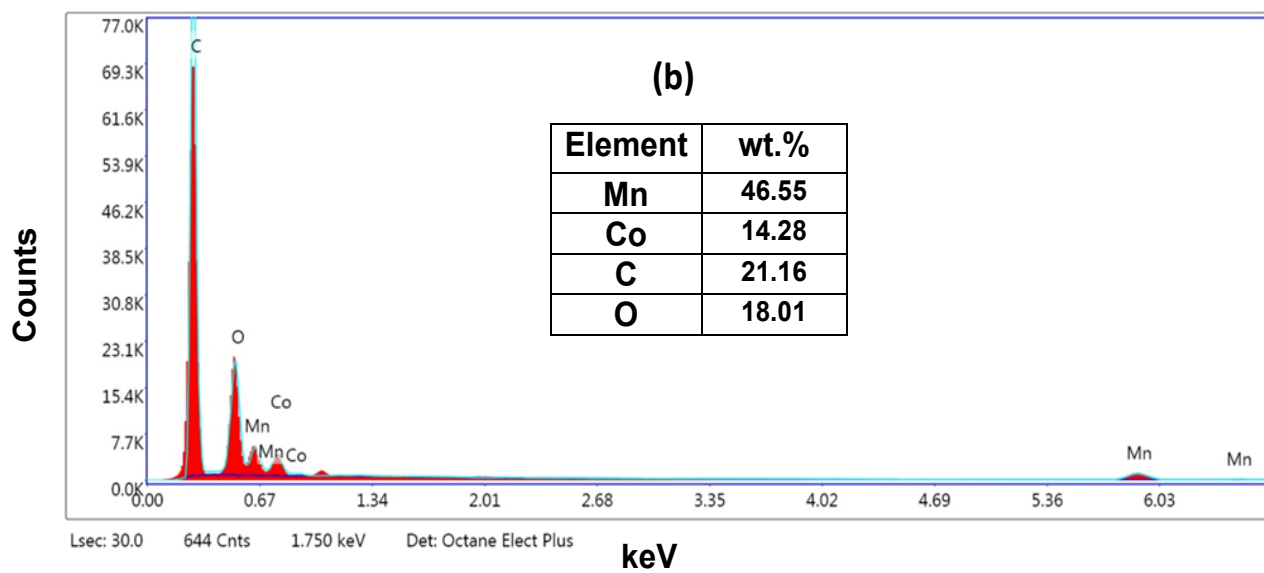 77.0K
C
69.3K
(b)
61.6K
53.9K
46.2K
38.5K
30.8K
23.1K
15.4K
7.7K
0.0K
Counts
Element wt.%
Mn 46.55
Co 14.28
C 21.16
O 18.01
O
Co
Mn
Mn Co
Mn
Mn
0.00 0.67 1.34 2.01 2.68 3.35 4.02 4.69 5.36 6.03
Lsec: 30.0 644 Cnts 1.750 keV Det: Octane Elect Plus
keV